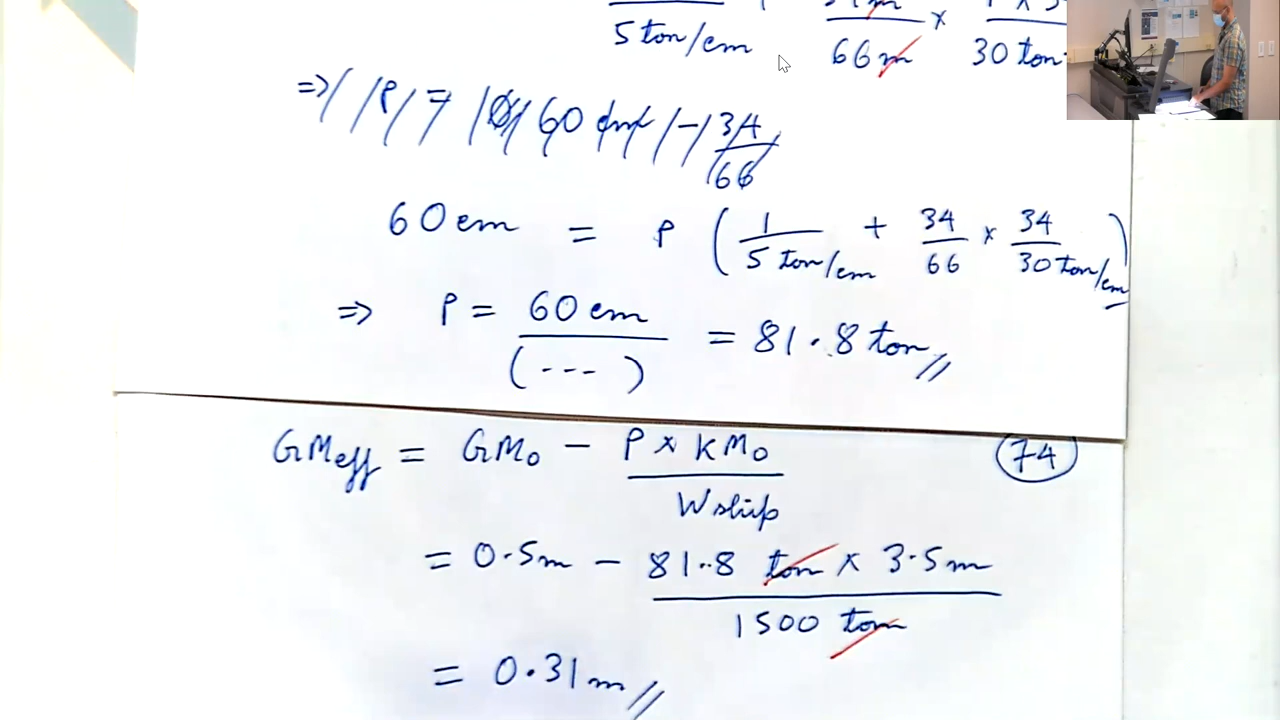 5 ton/cm 66 m × 30 ton
=> P = 60 cm - 34/66
60 cm = P ( 1/5 ton/cm + 34/66 × 34/30 ton/cm )
=> P = 60 cm/(---) = 81.8 ton //
GMeff = GM₀ - P × KM₀/Wship
74
= 0.5m - 81.8 ton × 3.5m/1500 ton
= 0.31m //